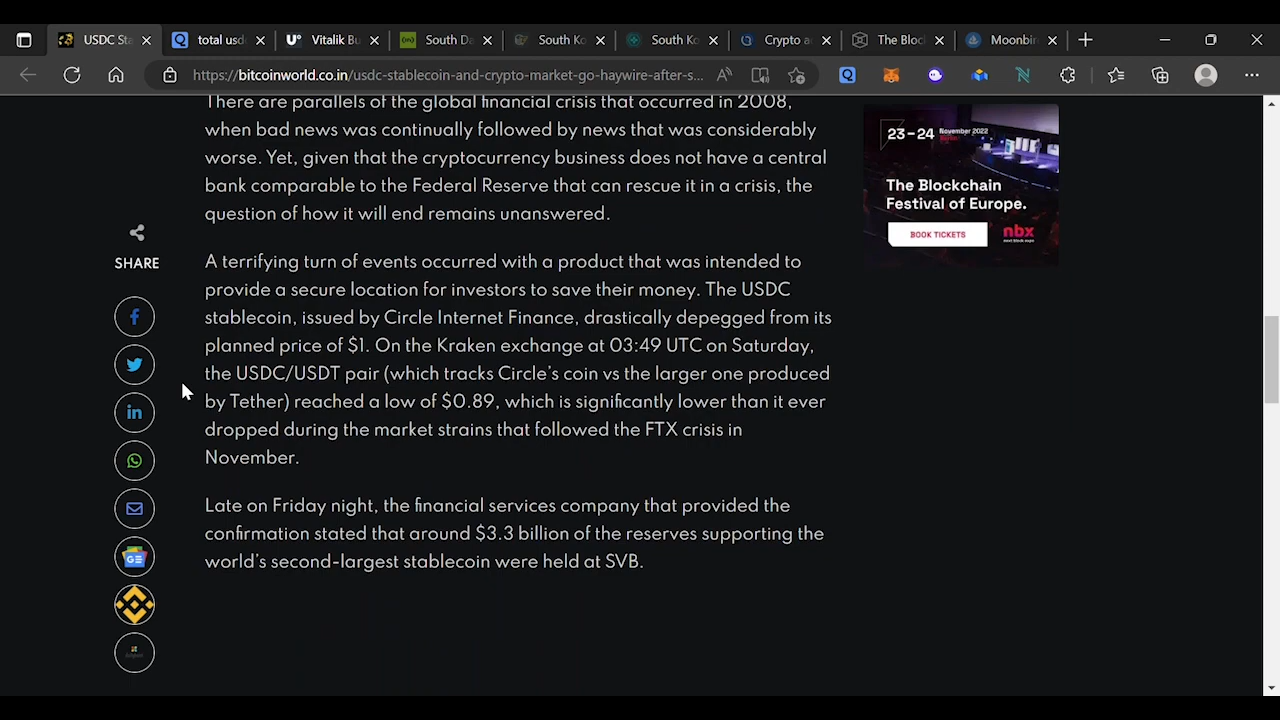 USDC Sta
total usd
Vitalik Bu
South Da
South Ko
South Ko
Crypto a
The Bloc
Moonbir
https://bitcoinworld.co.in/usdc-stablecoin-and-crypto-market-go-haywire-after-s...
There are parallels of the global financial crisis that occurred in 2008,
when bad news was continually followed by news that was considerably
worse. Yet, given that the cryptocurrency business does not have a central
bank comparable to the Federal Reserve that can rescue it in a crisis, the
question of how it will end remains unanswered.
A terrifying turn of events occurred with a product that was intended to
provide a secure location for investors to save their money. The USDC
stablecoin, issued by Circle Internet Finance, drastically depegged from its
planned price of $1. On the Kraken exchange at 03:49 UTC on Saturday,
the USDC/USDT pair (which tracks Circle's coin vs the larger one produced
by Tether) reached a low of $0.89, which is significantly lower than it ever
dropped during the market strains that followed the FTX crisis in
November.
Late on Friday night, the financial services company that provided the
confirmation stated that around $3.3 billion of the reserves supporting the
world's second-largest stablecoin were held at SVB.
SHARE
23-24 November 2022
Berlin
The Blockchain
Festival of Europe.
BOOK TICKETS
nbx
next block expo